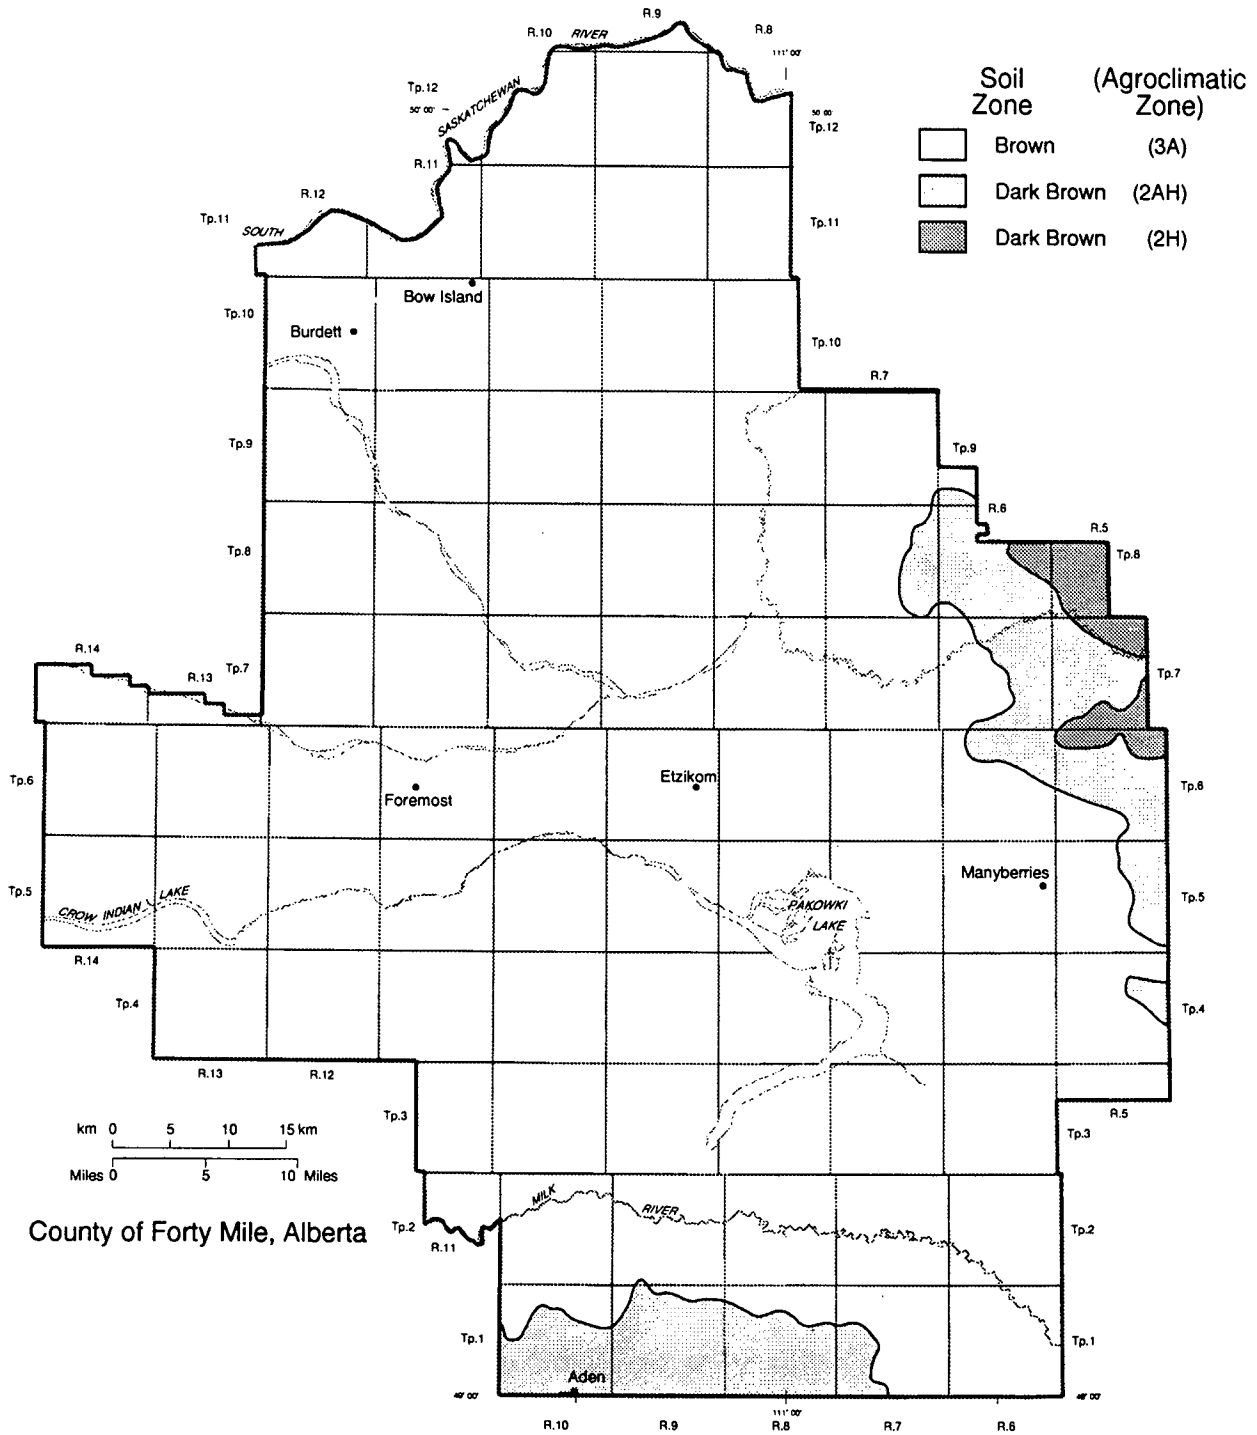 R.9
R.10
RIVER
R.8
111° 00'
Tp.12
50° 00'
SASKATCHEWAN
50 00
Tp.12
R.11
R.12
Tp.11
SOUTH
Tp.11
Soil (Agroclimatic
Zone Zone)
Brown (3A)
Dark Brown (2AH)
Dark Brown (2H)
Bow Island
Tp.10
Burdett
Tp.10
R.7
Tp.9
Tp.9
R.6
R.5
Tp.8
Tp.8
R.14
R.13
Tp.7
Tp.7
Tp.6
Etzikom
Foremost
Tp.6
Manyberries
Tp.5
CROW INDIAN LAKE
PAKOWKI
LAKE
Tp.5
R.14
Tp.4
Tp.4
R.13
R.12
Tp.3
R.5
Tp.3
km 0 5 10 15 km
Miles 0 5 10 Miles
County of Forty Mile, Alberta
MILK
RIVER
Tp.2
R.11
Tp.2
Tp.1
Tp.1
Aden
49° 00'
49° 00'
111° 00'
R.10
R.9
R.8
R.7
R.6